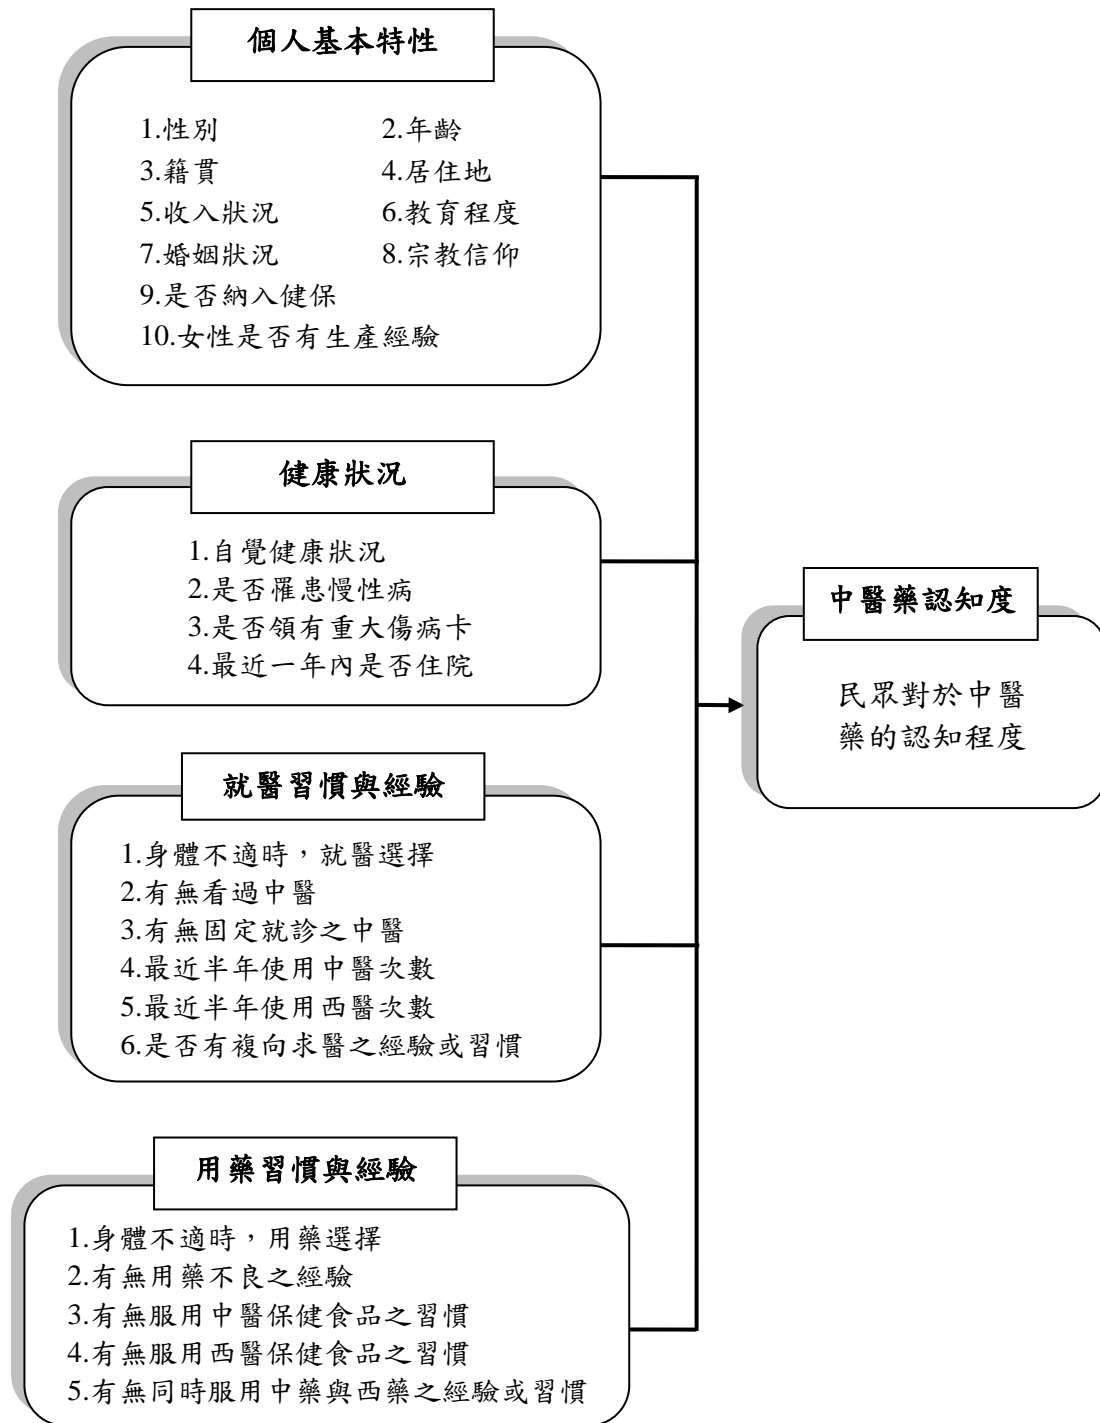 個人基本特性
1.性別 2.年齡
3.籍貫 4.居住地
5.收入狀況 6.教育程度
7.婚姻狀況 8.宗教信仰
9.是否納入健保
10.女性是否有生產經驗
健康狀況
1.自覺健康狀況
2.是否罹患慢性病
3.是否領有重大傷病卡
4.最近一年內是否住院
就醫習慣與經驗
1.身體不適時，就醫選擇
2.有無看過中醫
3.有無固定就診之中醫
4.最近半年使用中醫次數
5.最近半年使用西醫次數
6.是否有複向求醫之經驗或習慣
用藥習慣與經驗
1.身體不適時，用藥選擇
2.有無用藥不良之經驗
3.有無服用中醫保健食品之習慣
4.有無服用西醫保健食品之習慣
5.有無同時服用中藥與西藥之經驗或習慣
中醫藥認知度
民眾對於中醫
藥的認知程度